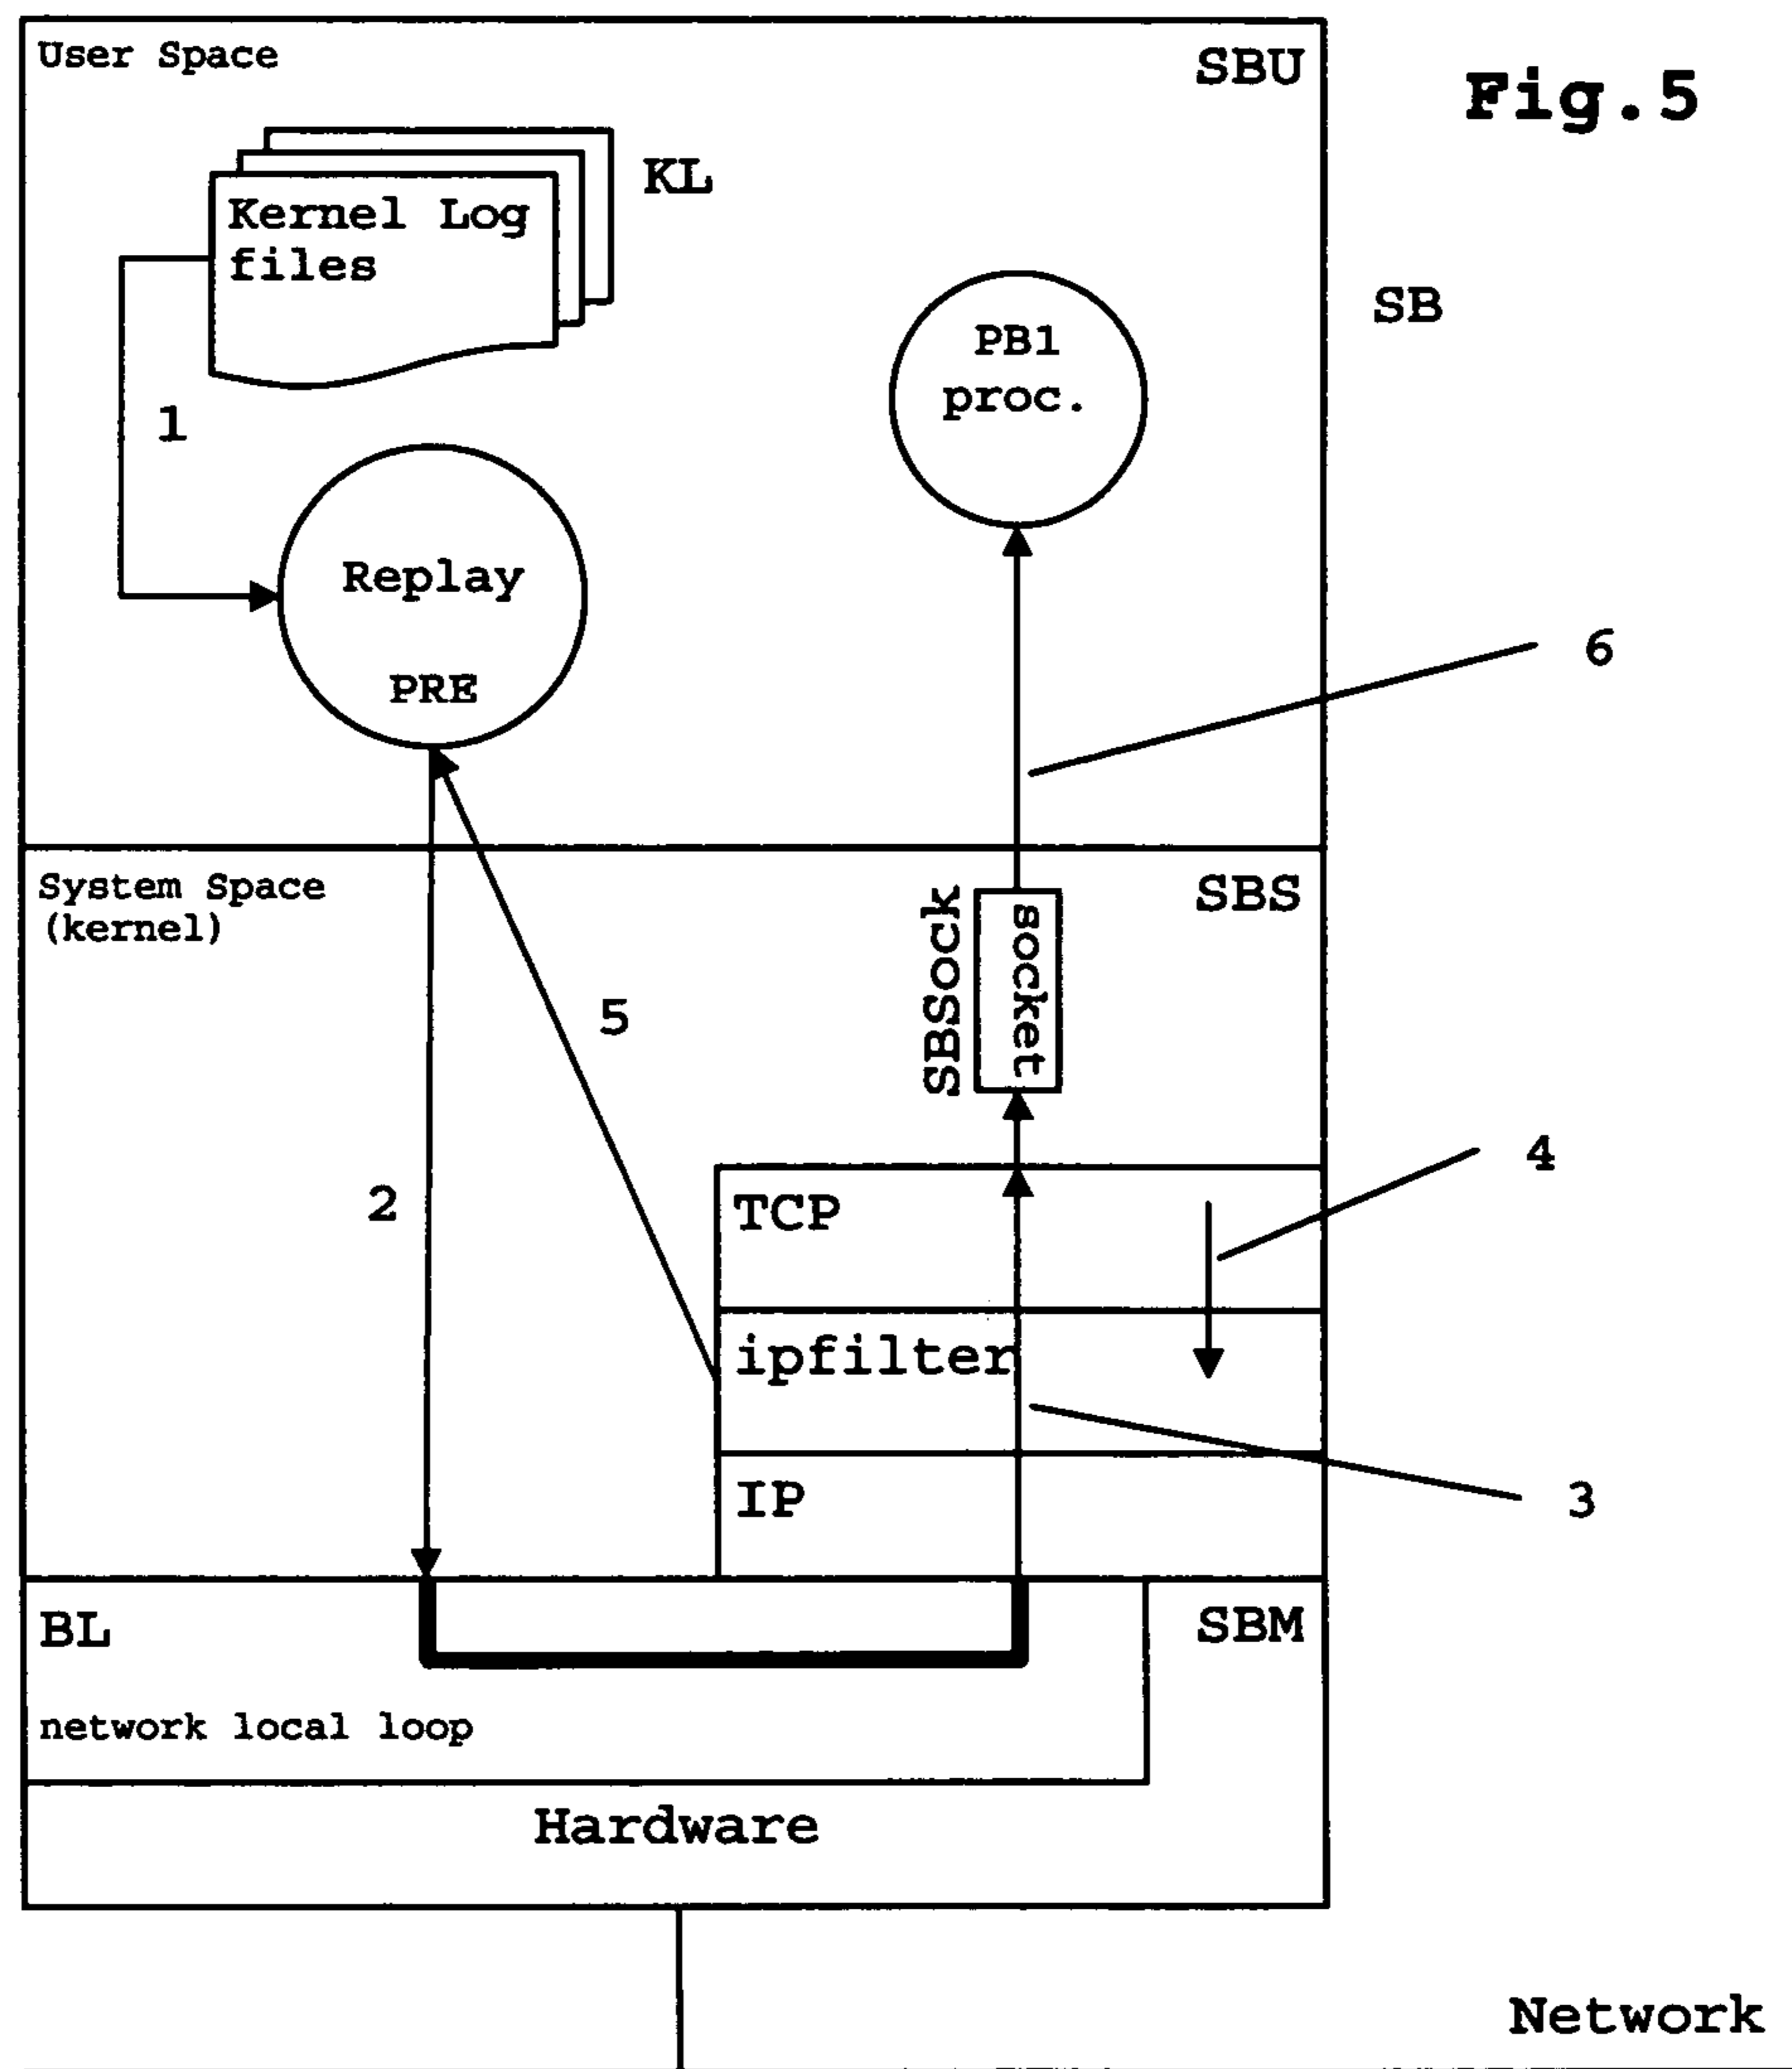 User Space
SBU
Fig.5
KL
Kernel Log
files
SB
PB1
proc.
1
Replay
PRE
6
System Space
(kernel)
SBS
SBSock
socket
5
4
2
TCP
ipfilter
3
IP
BL
SBM
network local loop
Hardware
Network